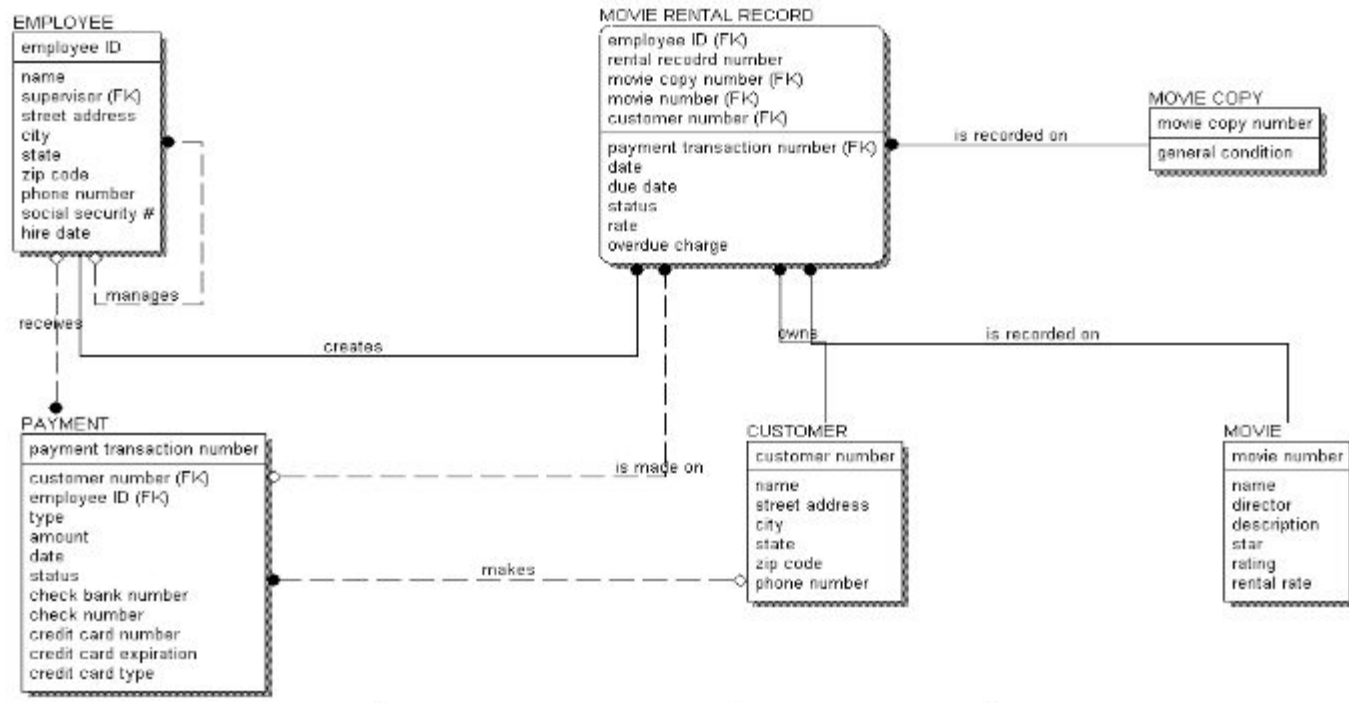 EMPLOYEE
employee ID
name
supervisor (FK)
street address
city
state
zip code
phone number
social security #
hire date
manages
receives
creates
MOVIE RENTAL RECORD
employee ID (FK)
rental recodrd number
movie copy number (FK)
movie number (FK)
customer number (FK)
payment transaction number (FK)
date
due date
status
rate
overdue charge
is recorded on
MOVIE COPY
movie copy number
general condition
owns
is recorded on
PAYMENT
payment transaction number
customer number (FK)
employee ID (FK)
type
amount
date
status
check bank number
check number
credit card number
credit card expiration
credit card type
is made on
makes
CUSTOMER
customer number
name
street address
city
state
zip code
phone number
MOVIE
movie number
name
director
description
star
rating
rental rate